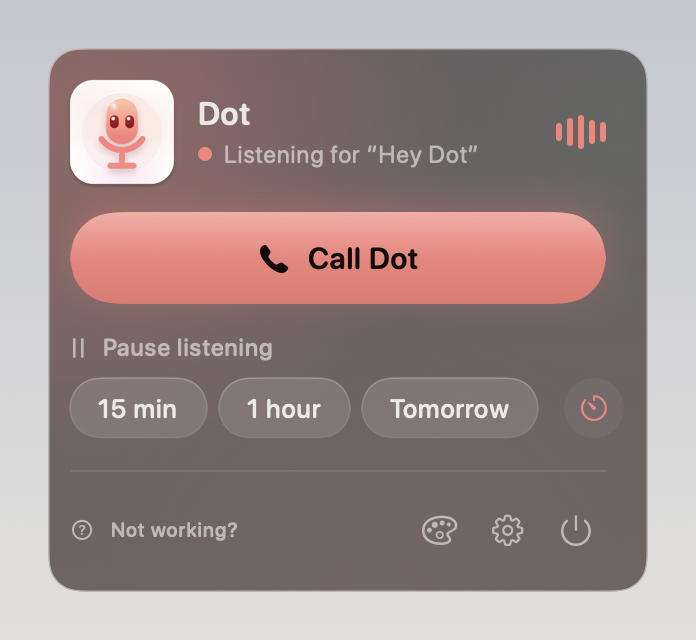 Dot
Listening for “Hey Dot”
Call Dot
Pause listening
15 min
1 hour
Tomorrow
Not working?